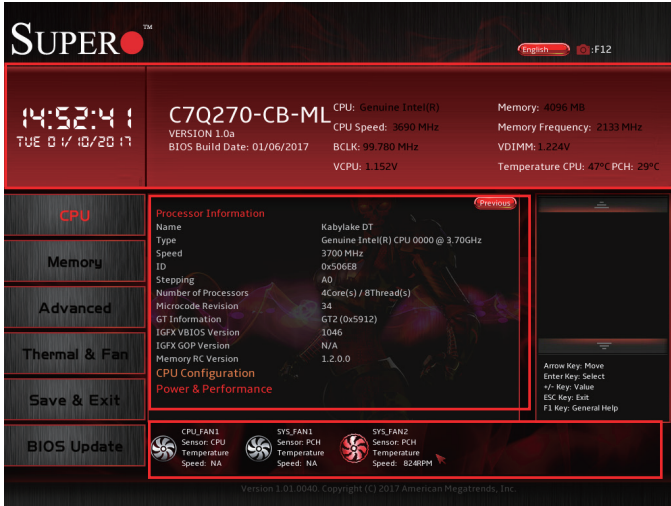 SUPER TM
English :F12
14:52:41
TUE 01/10/2017
C7Q270-CB-ML
VERSION 1.0a
BIOS Build Date: 01/06/2017
CPU: Genuine Intel(R)
CPU Speed: 3690 MHz
BCLK: 99.780 MHz
VCPU: 1.152V
Memory: 4096 MB
Memory Frequency: 2133 MHz
VDIMM: 1.224V
Temperature CPU: 47°C PCH: 29°C
CPU
Memory
Advanced
Thermal & Fan
Save & Exit
BIOS Update
Previous
Processor Information
Name Kabylake DT
Type Genuine Intel(R) CPU 0000 @ 3.70GHz
Speed 3700 MHz
ID 0x506E8
Stepping A0
Number of Processors 4Core(s) / 8Thread(s)
Microcode Revision 34
GT Information GT2 (0x5912)
IGFX VBIOS Version 1046
IGFX GOP Version N/A
Memory RC Version 1.2.0.0
CPU Configuration
Power & Performance
Arrow Key: Move
Enter Key: Select
+/- Key: Value
ESC Key: Exit
F1 Key: General Help
CPU_FAN1
Sensor: CPU
Temperature
Speed: NA
SYS_FAN1
Sensor: PCH
Temperature
Speed: NA
SYS_FAN2
Sensor: PCH
Temperature
Speed: 824RPM
Version 1.01.0040. Copyright (C) 2017 American Megatrends, Inc.